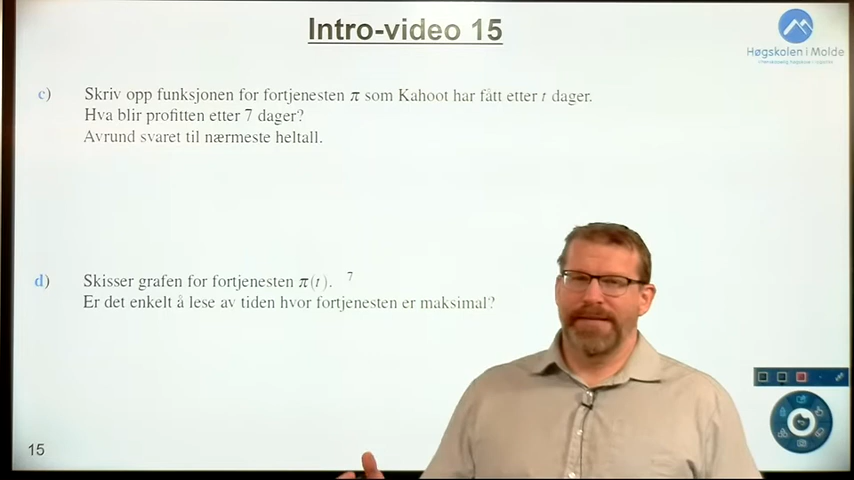 Intro-video 15
Høgskolen i Molde
c) Skriv opp funksjonen for fortjenesten π som Kahoot har fått etter t dager.
Hva blir profitten etter 7 dager?
Avrund svaret til nærmeste heltall.
d) Skisser grafen for fortjenesten π(t). 7
Er det enkelt å lese av tiden hvor fortjenesten er maksimal?
15